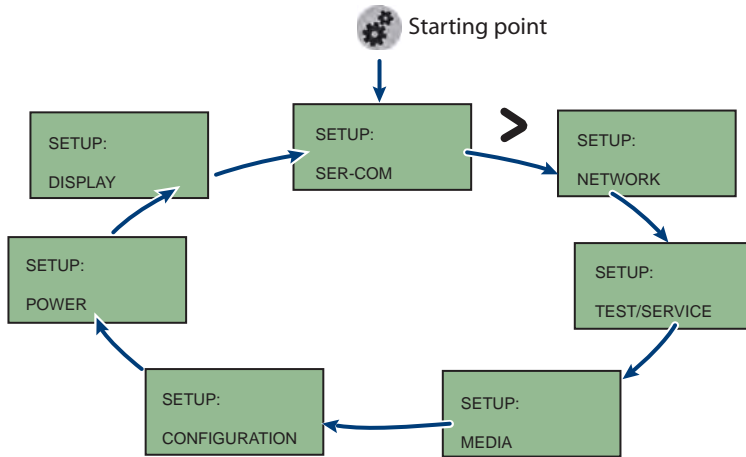 Starting point
SETUP:
SER-COM
>
SETUP:
NETWORK
SETUP:
TEST/SERVICE
SETUP:
MEDIA
SETUP:
CONFIGURATION
SETUP:
POWER
SETUP:
DISPLAY